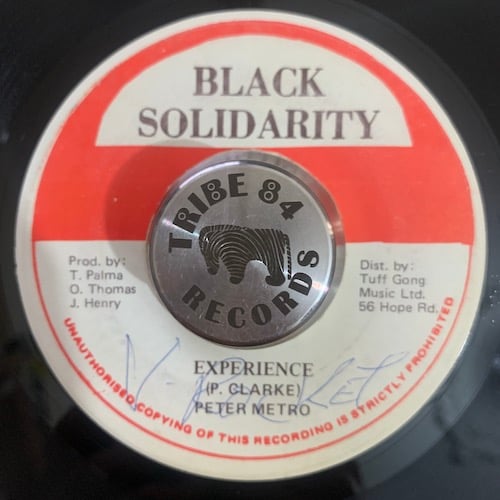 BLACK
SOLIDARITY
TRIBE 84
RECORDS
Prod. by:
T. Palma
O. Thomas
J. Henry
Dist. by:
Tuff Gong
Music Ltd.
56 Hope Rd.
EXPERIENCE
(P. CLARKE)
PETER METRO
UNAUTHORISED COPYING OF THIS RECORDING IS STRICTLY PROHIBITED